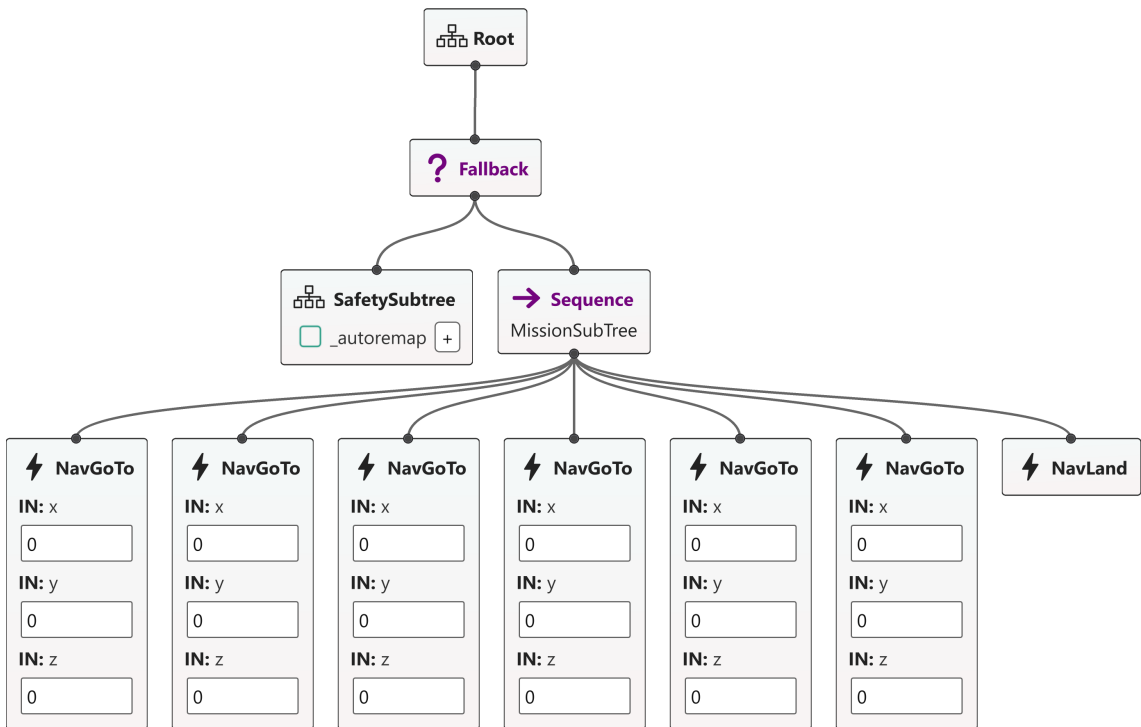 Root
Fallback
SafetySubtree
_autoremap +
Sequence
MissionSubTree
NavGoTo NavGoTo NavGoTo NavGoTo NavGoTo NavGoTo NavLand
IN: x IN: x IN: x IN: x IN: x IN: x
0 0 0 0 0 0
IN: y IN: y IN: y IN: y IN: y IN: y
0 0 0 0 0 0
IN: z IN: z IN: z IN: z IN: z IN: z
0 0 0 0 0 0